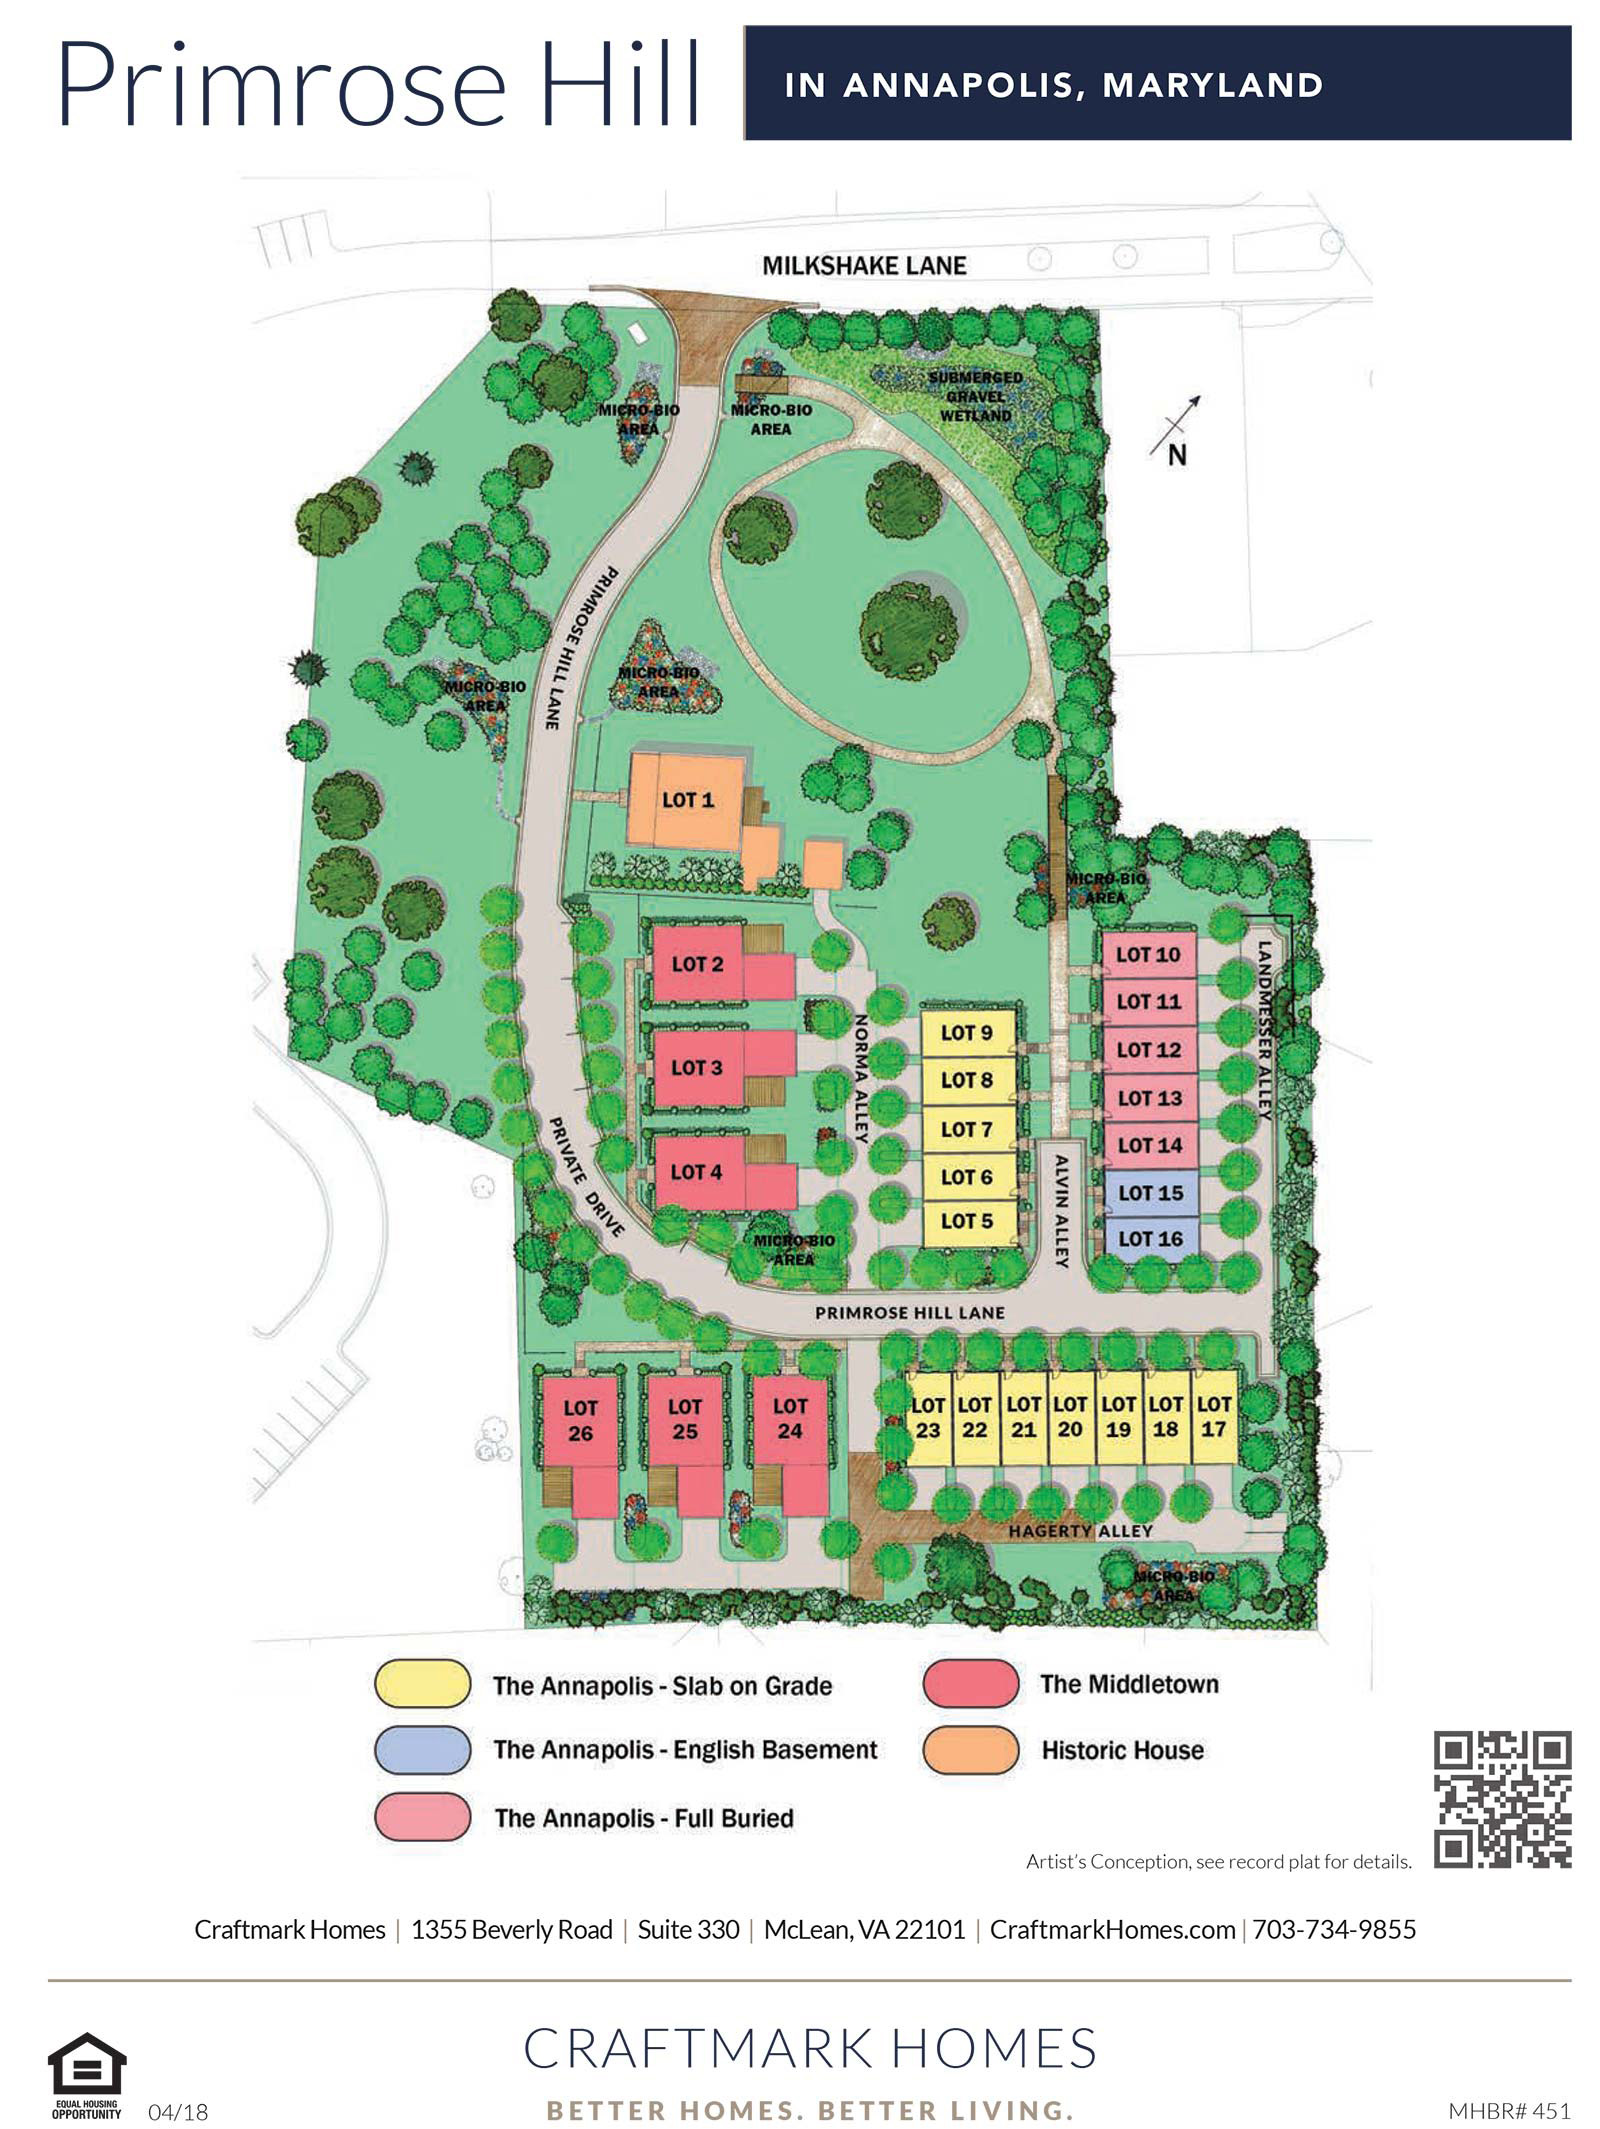 Primrose Hill
IN ANNAPOLIS, MARYLAND
MILKSHAKE LANE
SUBMERGED
GRAVEL
WETLAND
MICRO-BIO
AREA
MICRO-BIO
AREA
N
PRIMROSE HILL LANE
MICRO-BIO
AREA
MICRO-BIO
AREA
LOT 1
MICRO-BIO
AREA
LOT 2
LOT 3
LOT 4
NORMA ALLEY
LOT 9
LOT 8
LOT 7
LOT 6
LOT 5
ALVIN ALLEY
LOT 10
LOT 11
LOT 12
LOT 13
LOT 14
LOT 15
LOT 16
LANDMESSER ALLEY
PRIVATE DRIVE
MICRO-BIO
AREA
PRIMROSE HILL LANE
LOT
26
LOT
25
LOT
24
LOT
23
LOT
22
LOT
21
LOT
20
LOT
19
LOT
18
LOT
17
HAGERTY ALLEY
MICRO-BIO
AREA
The Annapolis - Slab on Grade
The Annapolis - English Basement
The Annapolis - Full Buried
The Middletown
Historic House
Artist's Conception, see record plat for details.
Craftmark Homes | 1355 Beverly Road | Suite 330 | McLean, VA 22101 | CraftmarkHomes.com | 703-734-9855
CRAFTMARK HOMES
BETTER HOMES. BETTER LIVING.
EQUAL HOUSING
OPPORTUNITY
04/18
MHBR# 451